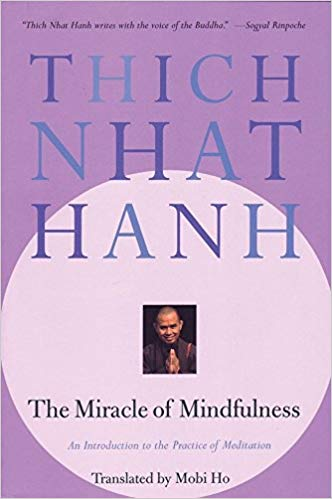 "Thich Nhat Hanh writes with the voice of the Buddha." —Sogyal Rinpoche
THICH
NHAT
HANH
The Miracle of Mindfulness
An Introduction to the Practice of Meditation
Translated by Mobi Ho